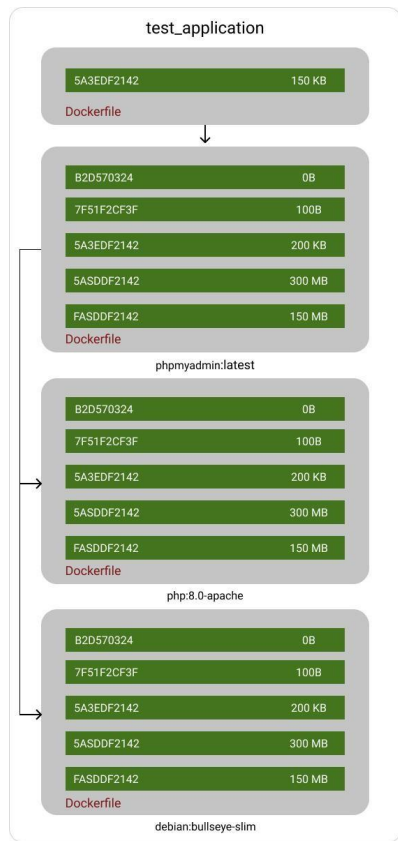 test_application
5A3EDF2142 150 KB
Dockerfile
B2D570324 0B
7F51F2CF3F 100B
5A3EDF2142 200 KB
5ASDDF2142 300 MB
FASDDF2142 150 MB
Dockerfile
phpmyadmin:latest
B2D570324 0B
7F51F2CF3F 100B
5A3EDF2142 200 KB
5ASDDF2142 300 MB
FASDDF2142 150 MB
Dockerfile
php:8.0-apache
B2D570324 0B
7F51F2CF3F 100B
5A3EDF2142 200 KB
5ASDDF2142 300 MB
FASDDF2142 150 MB
Dockerfile
debian:bullseye-slim